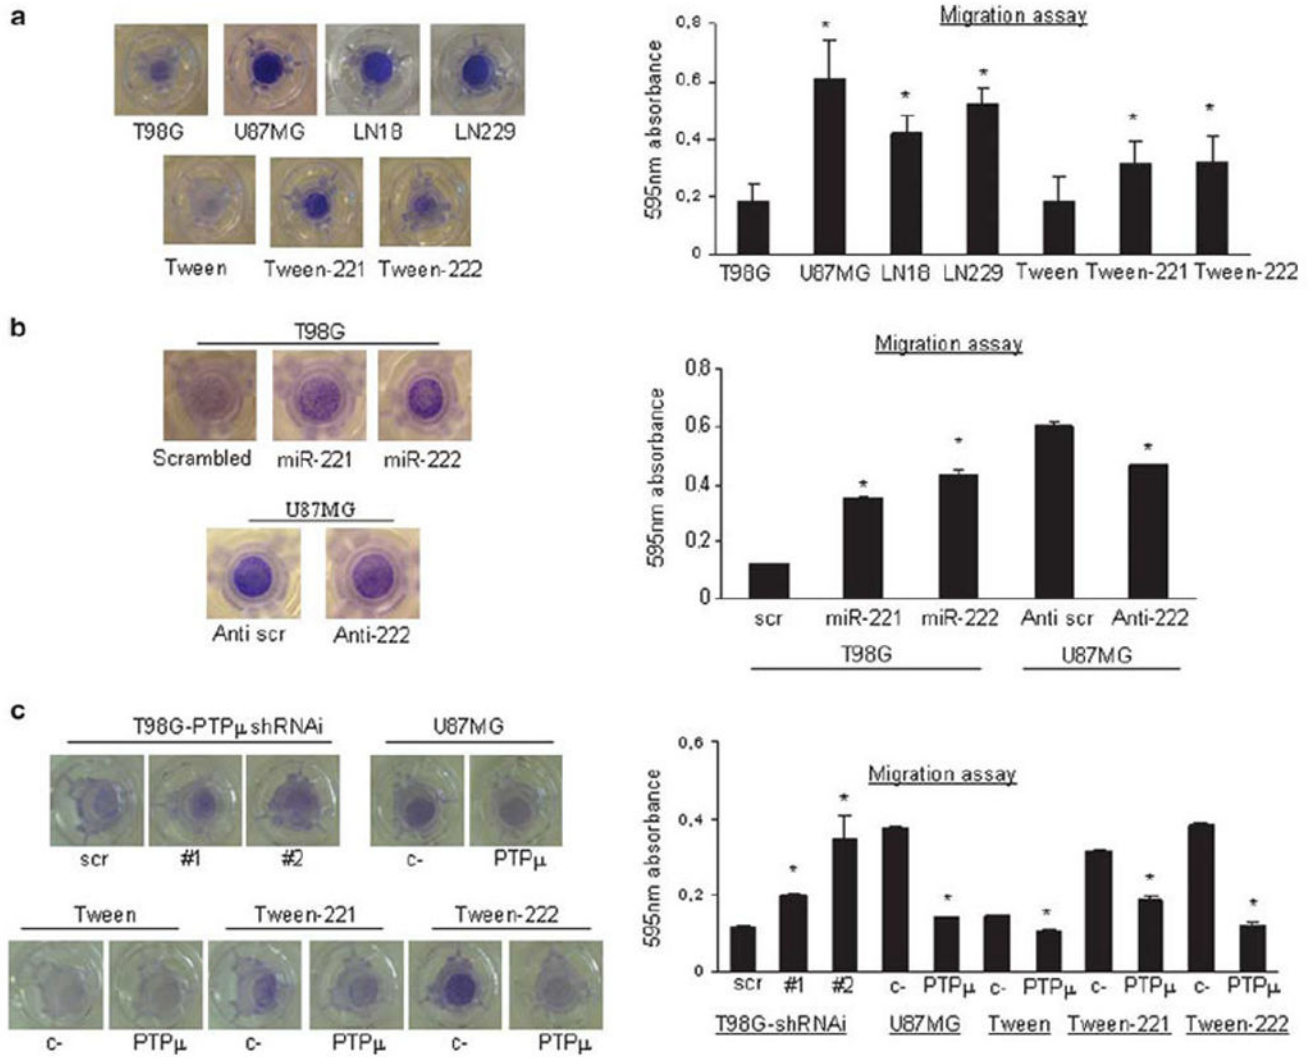 a
T98G U87MG LN18 LN229
Tween Tween-221 Tween-222
Migration assay
595nm absorbance
0,8
0,6
0,4
0,2
0
*
*
*
*
*
T98G U87MG LN18 LN229 Tween Tween-221 Tween-222
b
T98G
Scrambled miR-221 miR-222
U87MG
Anti scr Anti-222
Migration assay
595nm absorbance
0.8
0.6
0.4
0.2
0
*
*
*
scr miR-221 miR-222 Anti scr Anti-222
T98G U87MG
c
T98G-PTPμ shRNAi U87MG
scr #1 #2 c- PTPμ
Tween Tween-221 Tween-222
c- PTPμ c- PTPμ c- PTPμ
Migration assay
595nm absorbance
0,6
0,4
0,2
0
*
*
*
*
*
*
scr #1 #2 c- PTPμ c- PTPμ c- PTPμ c- PTPμ
T98G-shRNAi U87MG Tween Tween-221 Tween-222